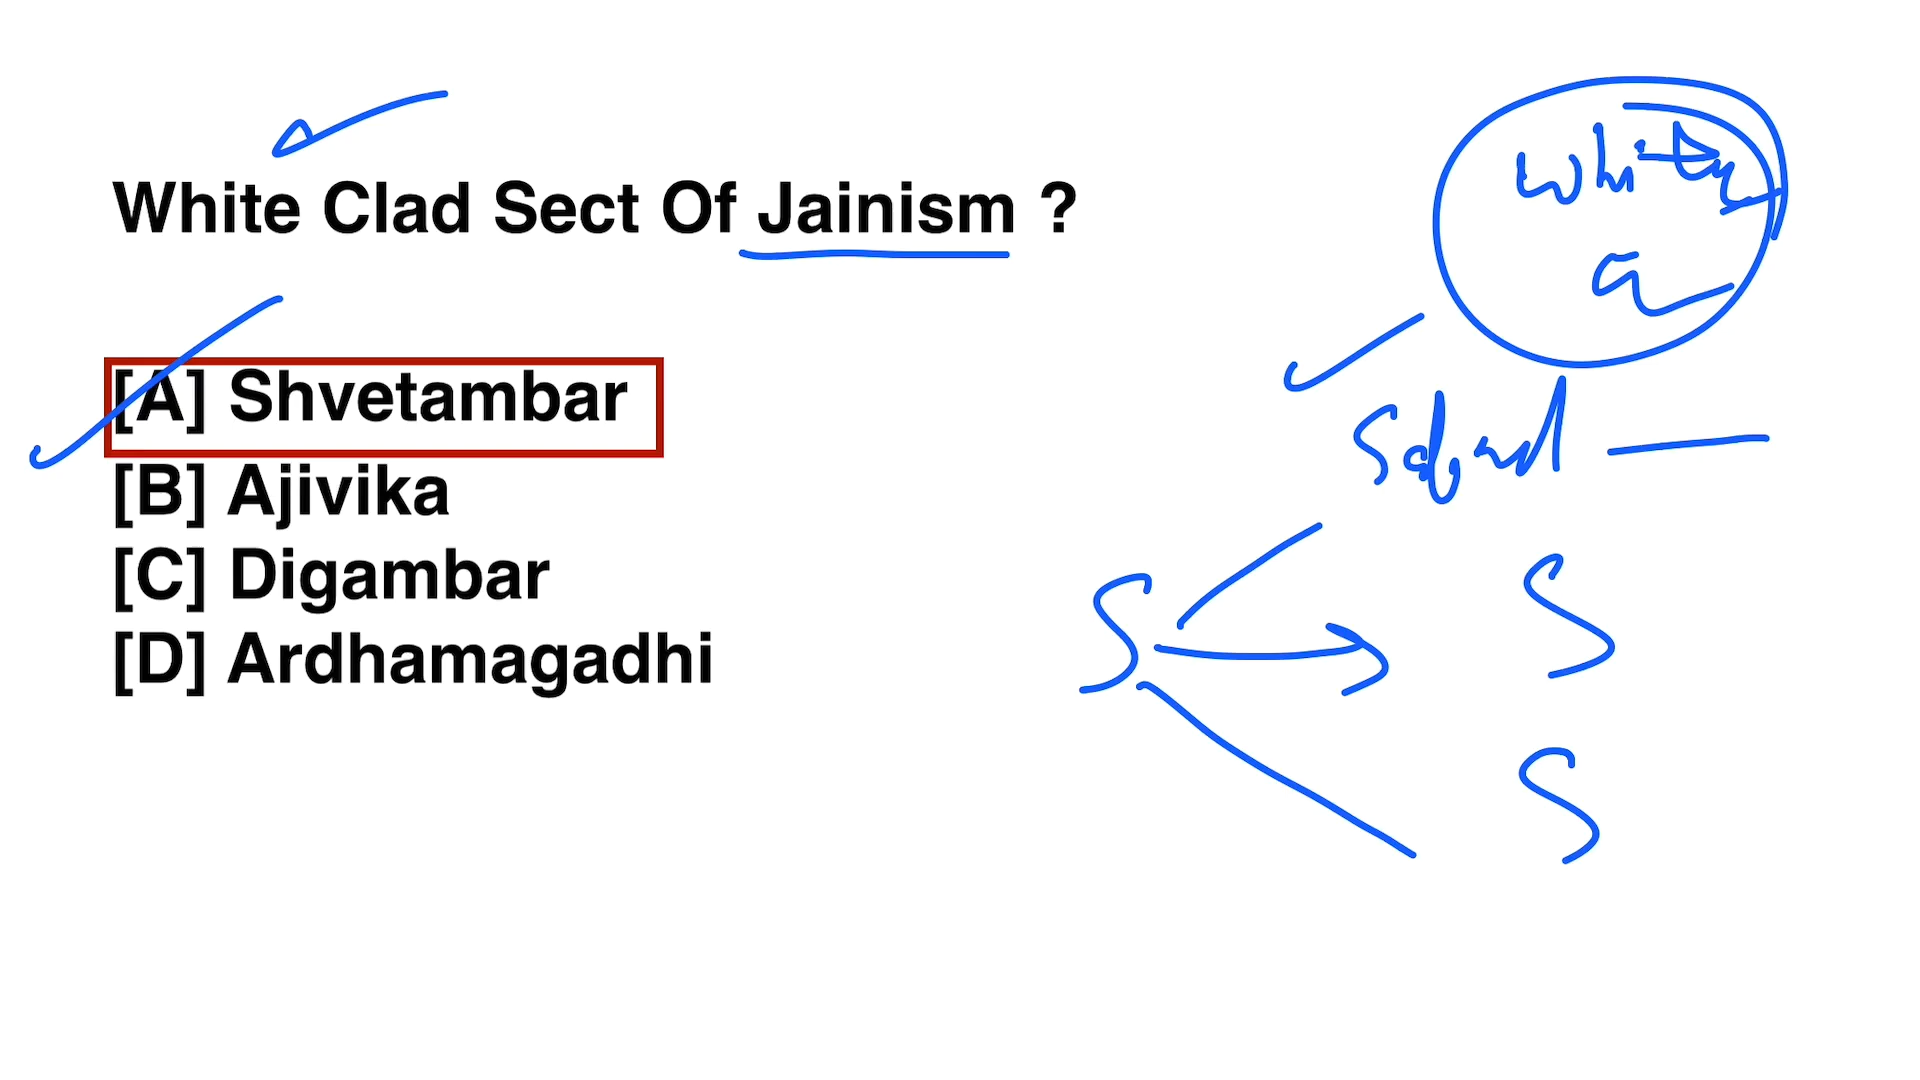 White Clad Sect Of Jainism ?
[A] Shvetambar
[B] Ajivika
[C] Digambar
[D] Ardhamagadhi
S
S
S